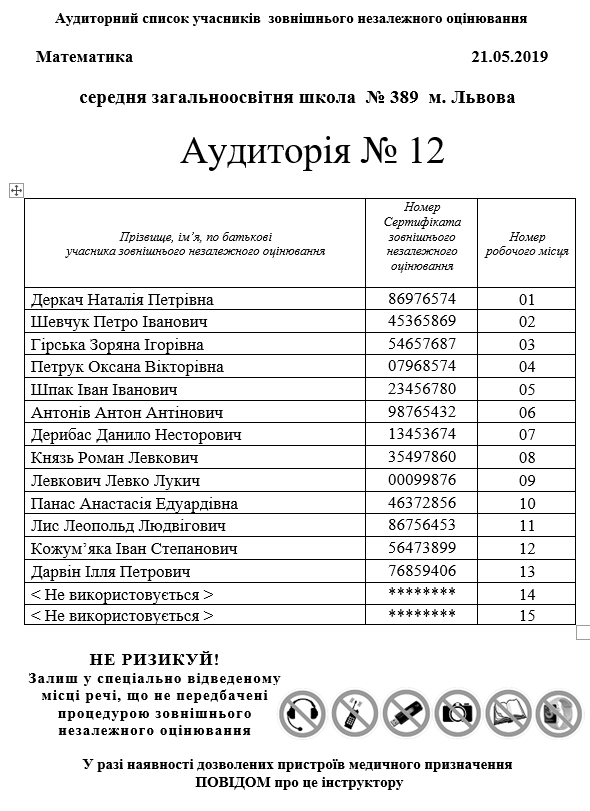 Аудиторний список учасників зовнішнього незалежного оцінювання
Математика 21.05.2019
середня загальноосвітня школа № 389 м. Львова
Аудиторія № 12
Прізвище, ім’я, по батькові
учасника зовнішнього незалежного оцінювання
Номер
Сертифіката
зовнішнього
незалежного
оцінювання
Номер
робочого місця
Деркач Наталія Петрівна 86976574 01
Шевчук Петро Іванович 45365869 02
Гірська Зоряна Ігорівна 54657687 03
Петрук Оксана Вікторівна 07968574 04
Шпак Іван Іванович 23456780 05
Антонів Антон Антінович 98765432 06
Дерибас Данило Несторович 13453674 07
Князь Роман Левкович 35497860 08
Левкович Левко Лукич 00099876 09
Панас Анастасія Едуардівна 46372856 10
Лис Леопольд Людвігович 86756453 11
Кожум’яка Іван Степанович 56473899 12
Дарвін Ілля Петрович 76859406 13
< Не використовується > ******** 14
< Не використовується > ******** 15
НЕ РИЗИКУЙ!
Залиш у спеціально відведеному
місці речі, що не передбачені
процедурою зовнішнього
незалежного оцінювання
У разі наявності дозволених пристроїв медичного призначення
ПОВІДОМ про це інструктору